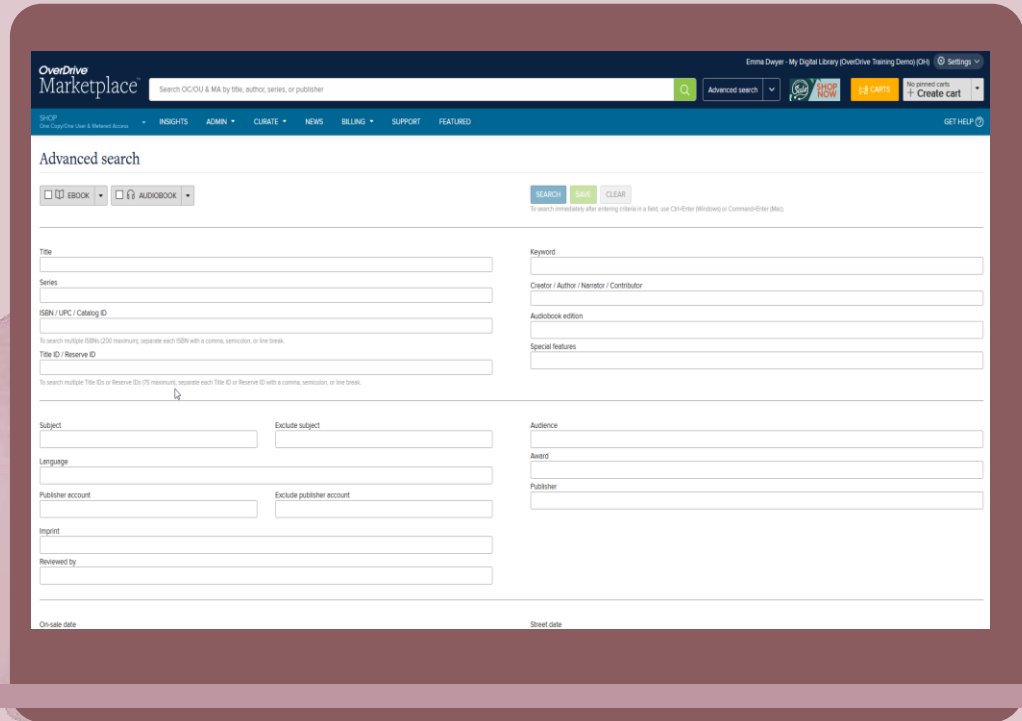 Emma Dwyer - My Digital Library (OverDrive Training Demo) (OH) Settings
OverDrive
Marketplace™
Search OC/OU & MA by title, author, series, or publisher
Advanced search
Sale SHOP NOW
CARTS
No pinned carts
+ Create cart
SHOP
One Copy/One User & Metered Access
INSIGHTS ADMIN CURATE NEWS BILLING SUPPORT FEATURED GET HELP ?
Advanced search
EBOOK AUDIOBOOK SEARCH SAVE CLEAR
To search immediately after entering criteria in a field, use Ctrl+Enter (Windows) or Command+Enter (Mac)
Title
Series
ISBN / UPC / Catalog ID
To search multiple ISBNs (200 maximum), separate each ISBN with a comma, semicolon, or line break.
Title ID / Reserve ID
To search multiple Title IDs or Reserve IDs (75 maximum), separate each Title ID or Reserve ID with a comma, semicolon, or line break.
Keyword
Creator / Author / Narrator / Contributor
Audiobook edition
Special features
Subject Exclude subject
Language
Publisher account Exclude publisher account
Imprint
Reviewed by
Audience
Award
Publisher
On-sale date Street date